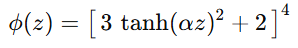 ϕ(z) = [3 tanh(αz)² + 2]⁴